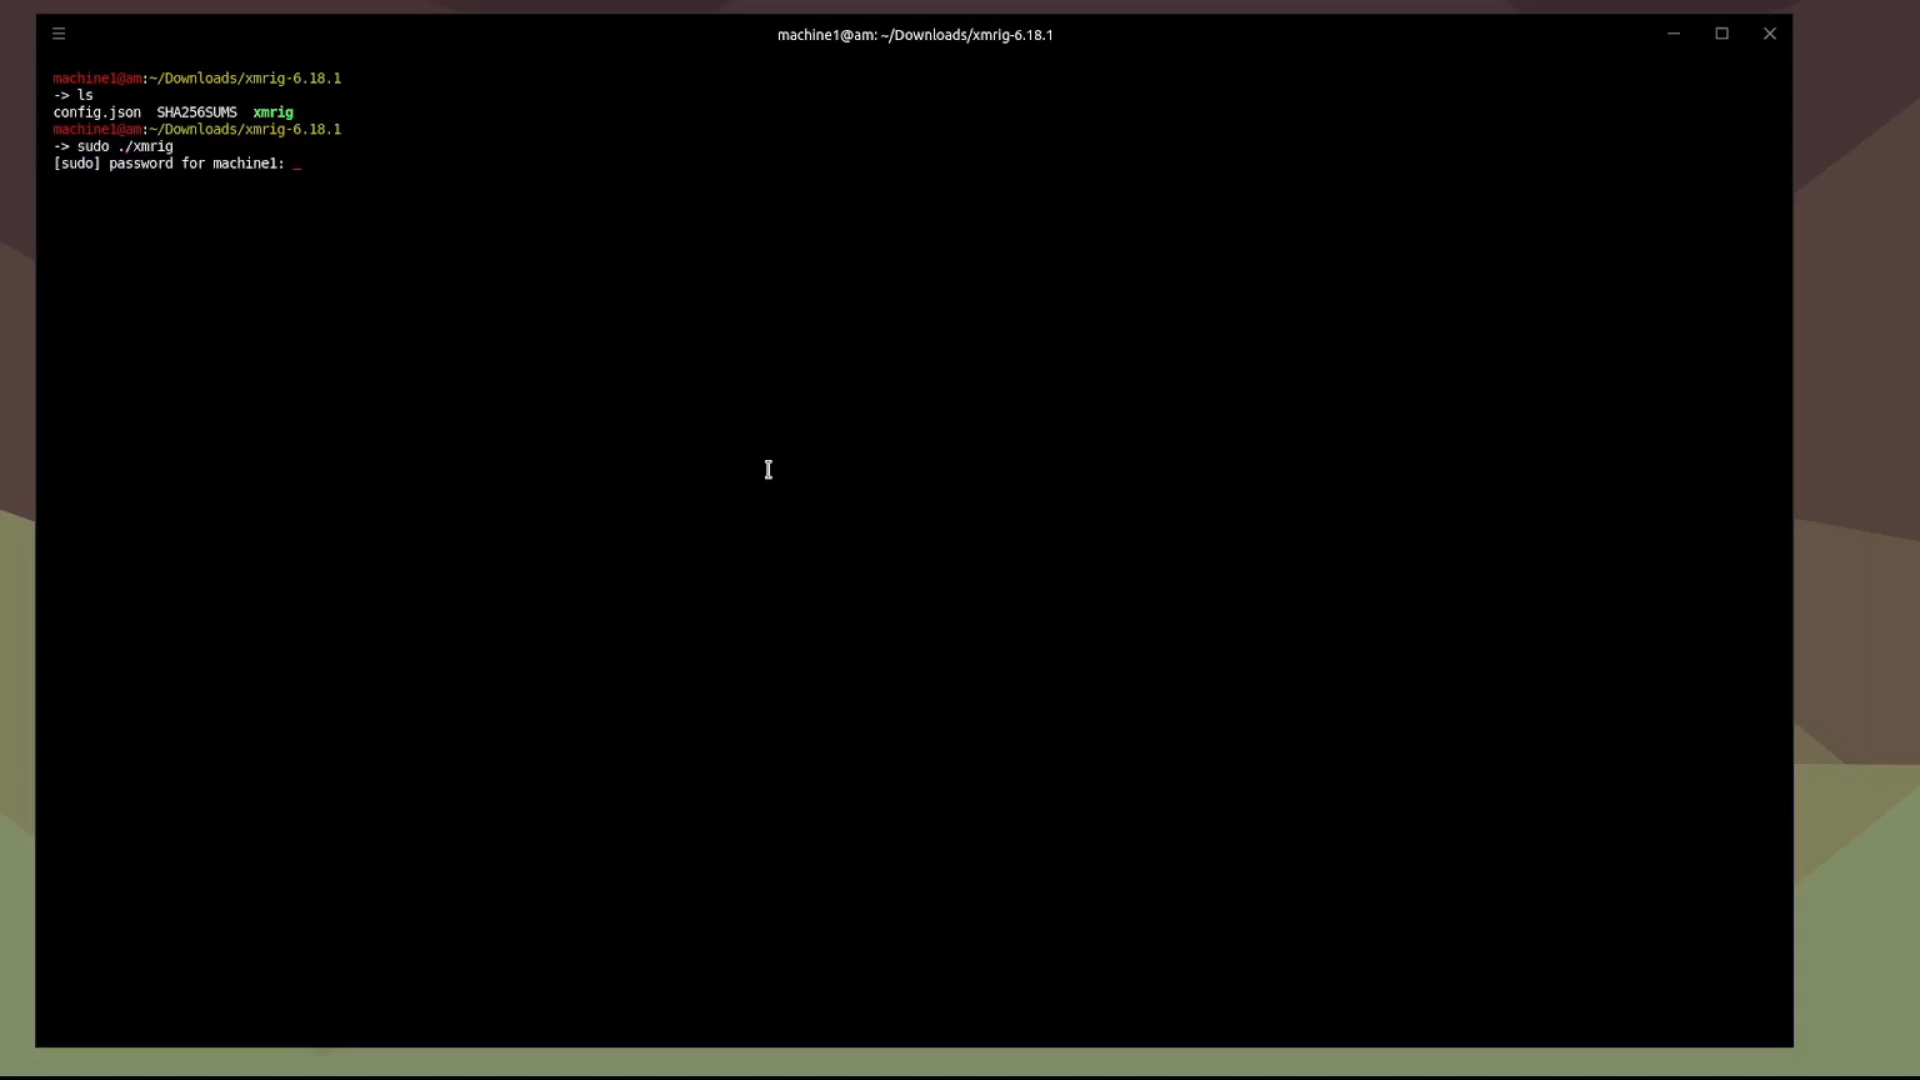 machine1@am: ~/Downloads/xmrig-6.18.1
machine1@am:~/Downloads/xmrig-6.18.1
-> ls
config.json  SHA256SUMS  xmrig
machine1@am:~/Downloads/xmrig-6.18.1
-> sudo ./xmrig
[sudo] password for machine1: _